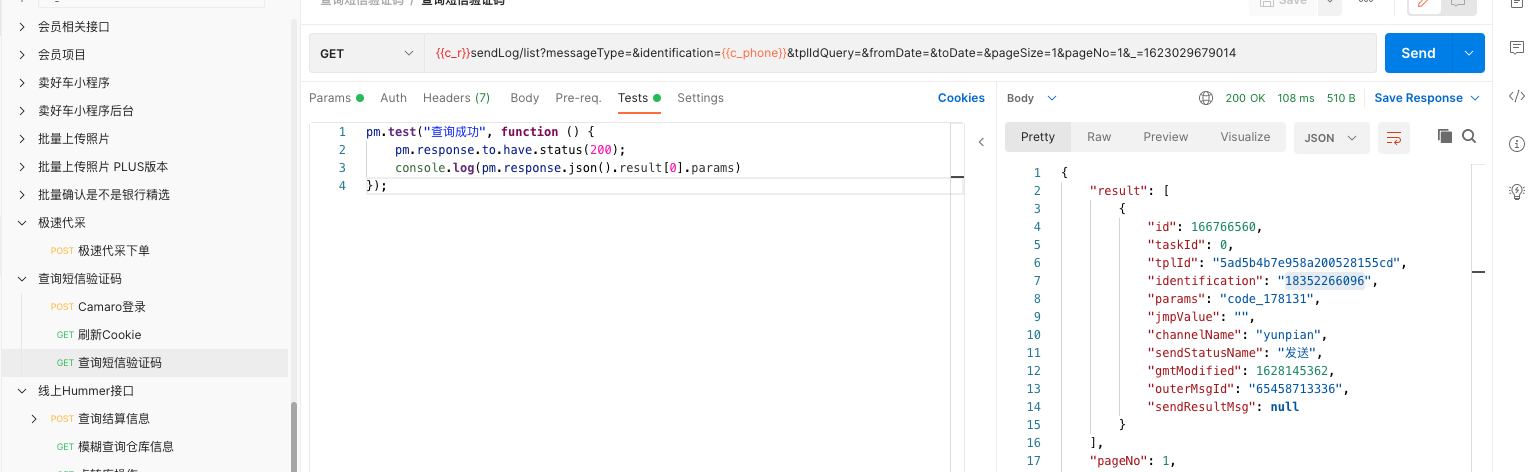 查询短信验证码 / 查询短信验证码
Save
会员相关接口
会员项目
卖好车小程序
卖好车小程序后台
批量上传照片
批量上传照片 PLUS版本
批量确认是不是银行精选
极速代采
POST 极速代采下单
查询短信验证码
POST Camaro登录
GET 刷新Cookie
GET 查询短信验证码
线上Hummer接口
POST 查询结算信息
GET 模糊查询仓库信息
GET {{c_r}}sendLog/list?messageType=&identification={{c_phone}}&tplIdQuery=&fromDate=&toDate=&pageSize=1&pageNo=1&_=1623029679014 Send
Params Auth Headers (7) Body Pre-req. Tests Settings Cookies
1 pm.test("查询成功", function () {
2 pm.response.to.have.status(200);
3 console.log(pm.response.json().result[0].params)
4 });
Body 200 OK 108 ms 510 B Save Response
Pretty Raw Preview Visualize JSON
1 {
2 "result": [
3 {
4 "id": 166766560,
5 "taskId": 0,
6 "tplId": "5ad5b4b7e958a200528155cd",
7 "identification": "18352266096",
8 "params": "code_178131",
9 "jmpValue": "",
10 "channelName": "yunpian",
11 "sendStatusName": "发送",
12 "gmtModified": 1628145362,
13 "outerMsgId": "65458713336",
14 "sendResultMsg": null
15 }
16 ],
17 "pageNo": 1,